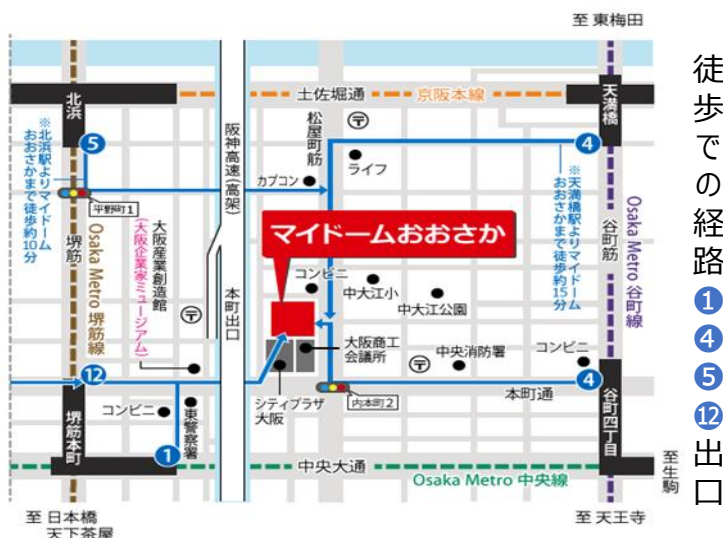 至 東梅田
北浜
土佐堀通
京阪本線
天満橋
※北浜駅よりマイドーム
おおさかまで徒歩約10分
5
阪神高速(高架)
松屋町筋
〒
ライフ
4
カプコン
※天満橋駅よりマイドーム
おおさかまで徒歩約15分
谷町筋
Osaka Metro 谷町線
平野町1
堺筋
Osaka Metro 堺筋線
大阪産業創造館
(大阪企業家ミュージアム)
〒
本町出口
マイドームおおさか
コンビニ
中大江小
中大江公園
大阪商工
会議所
〒
中央消防署
コンビニ
12
シティプラザ
大阪
内本町2
本町通
4
谷町四丁目
堺筋本町
コンビニ
東警察署
1
中央大通
Osaka Metro 中央線
至生駒
至 日本橋
天下茶屋
至 天王寺
徒歩での経路①④⑤⑫出口